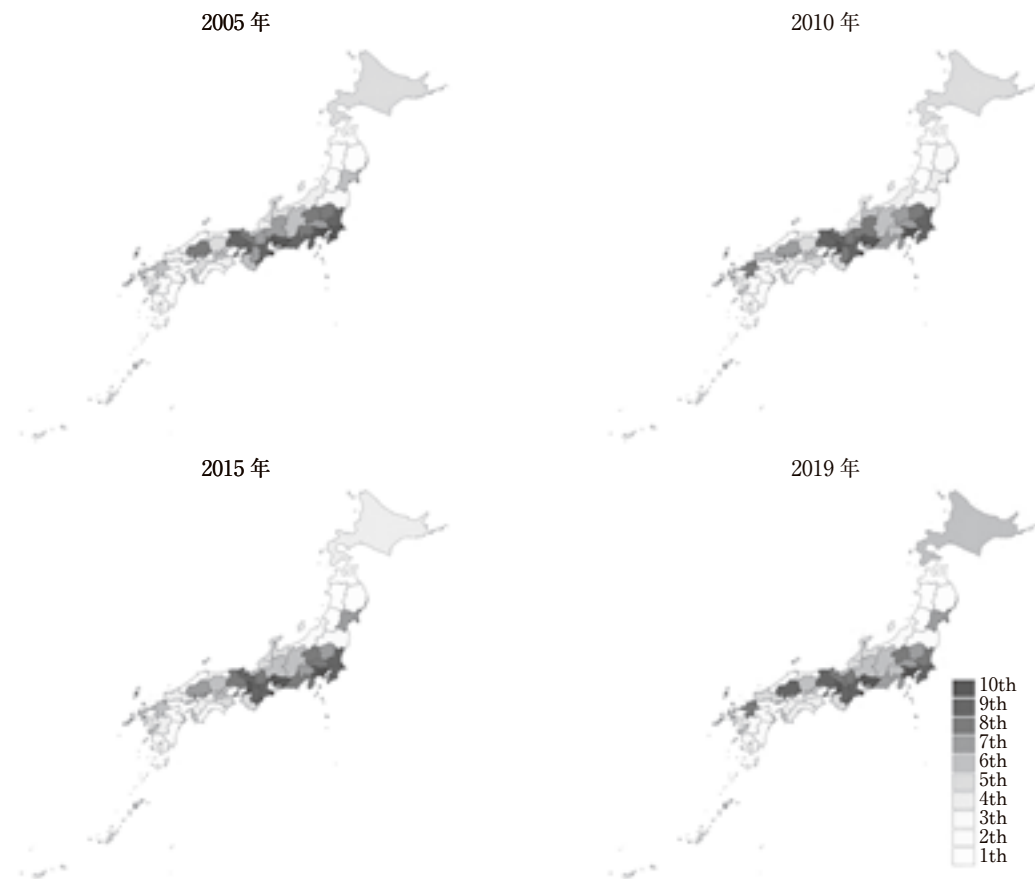 2005 年
2010 年
2015 年
2019 年
10th
9th
8th
7th
6th
5th
4th
3th
2th
1th